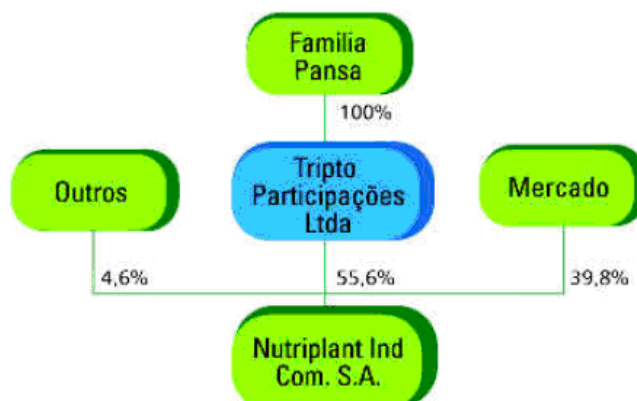 Familia
Pansa
100%
Outros
Tripto
Participações
Ltda
Mercado
4,6%
55,6%
39,8%
Nutriplant Ind
Com. S.A.